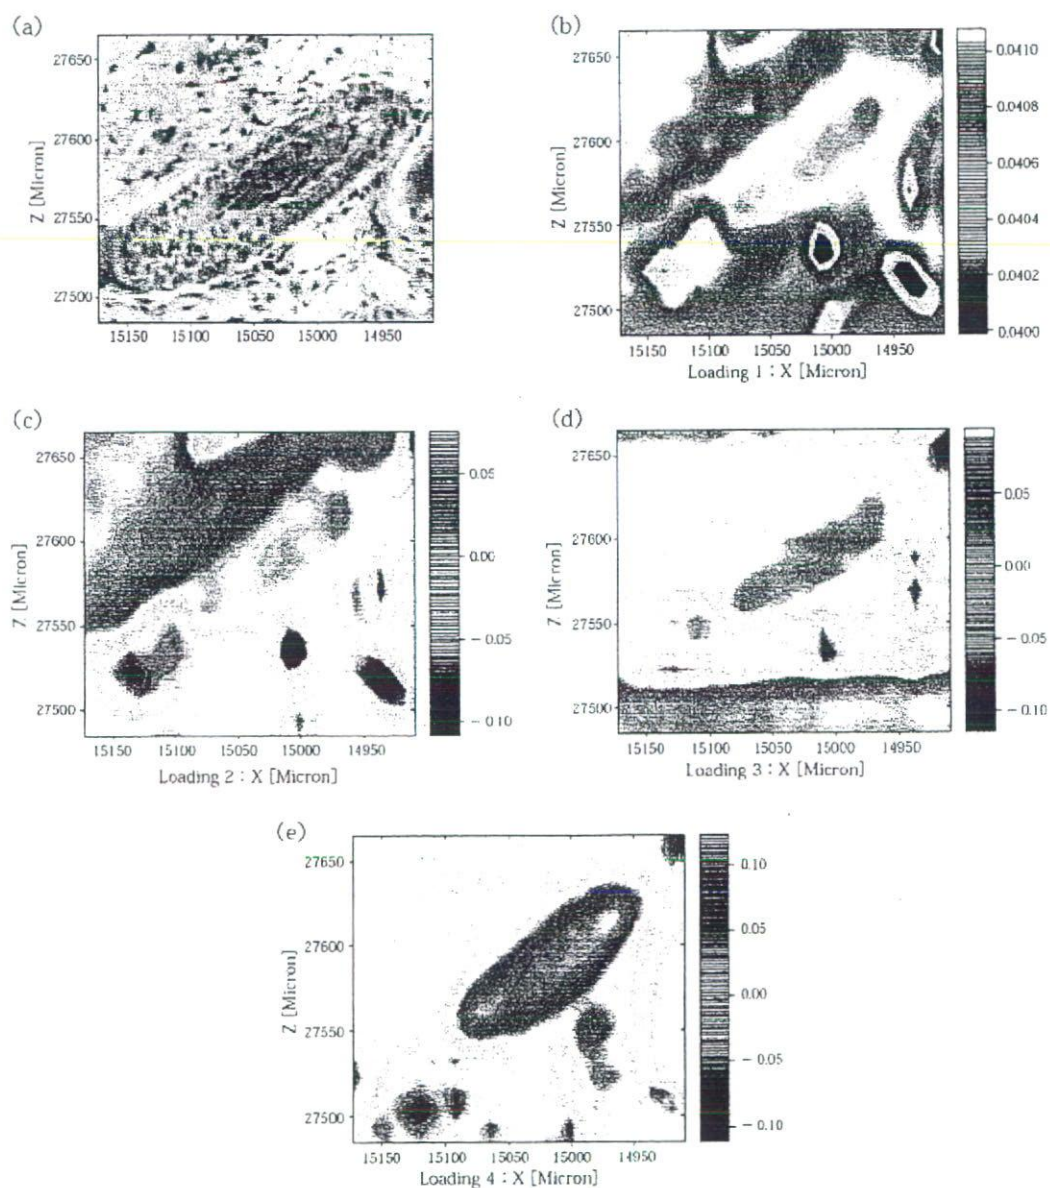 (a)
27650
27600
27550
27500
Z [Micron]
15150 15100 15050 15000 14950
(b)
27650
27600
27550
27500
Z [Micron]
15150 15100 15050 15000 14950
Loading 1 : X [Micron]
0.0410
0.0408
0.0406
0.0404
0.0402
0.0400
(c)
27650
27600
27550
27500
Z [Micron]
15150 15100 15050 15000 14950
Loading 2 : X [Micron]
0.05
0.00
- 0.05
- 0.10
(d)
27650
27600
27550
27500
Z [Micron]
15150 15100 15050 15000 14950
Loading 3 : X [Micron]
0.05
0.00
- 0.05
- 0.10
(e)
27650
27600
27550
27500
Z [Micron]
15150 15100 15050 15000 14950
Loading 4 : X [Micron]
0.10
0.05
0.00
- 0.05
- 0.10